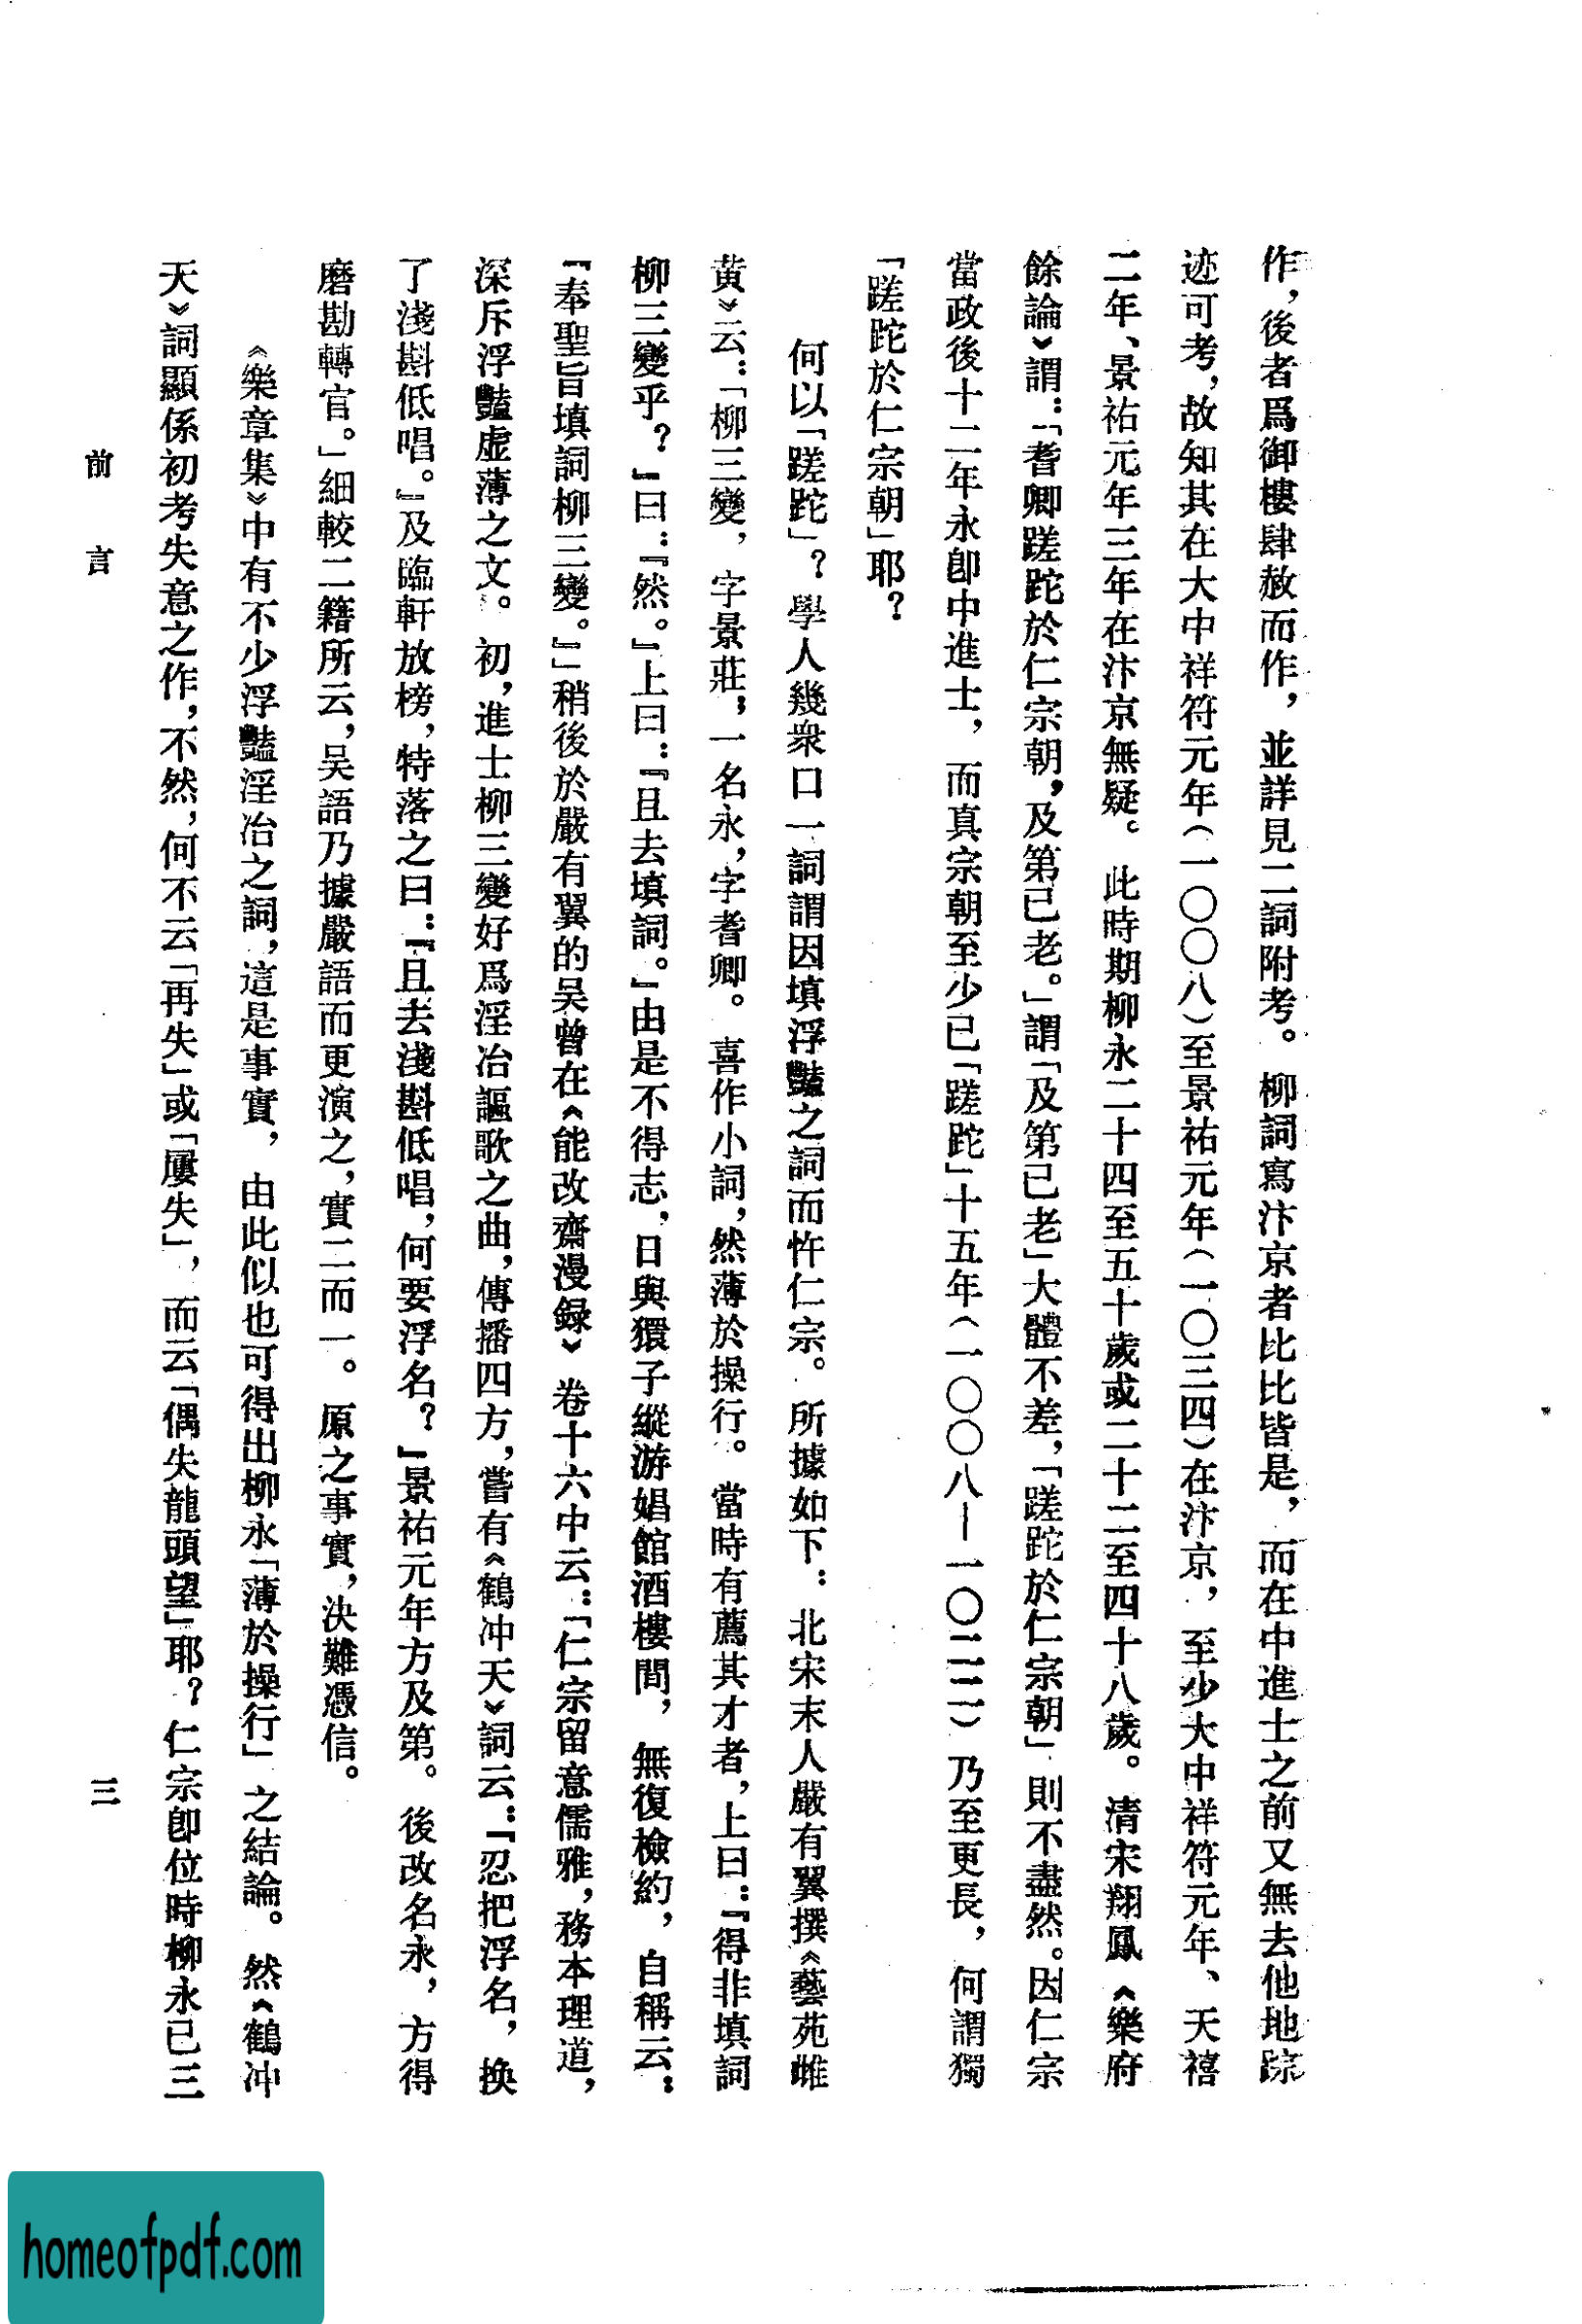 作，後者爲御樓肆赦而作，並詳見二詞附考。柳詞寫汴京者比比皆是，而在中進士之前又無去他地踪
迹可考，故知其在大中祥符元年（一〇〇八）至景祐元年（一〇三四）在汴京，至少大中祥符元年、天禧
二年、景祐元年三年在汴京無疑。此時期柳永二十四至五十歲或二十二至四十八歲。清宋翔鳳《樂府
餘論》謂：「耆卿蹉跎於仁宗朝，及第已老。」謂「及第已老」大體不差，「蹉跎於仁宗朝」則不盡然。因仁宗
當政後十二年永卽中進士，而真宗朝至少已「蹉跎」十五年（一〇〇八—一〇二二）乃至更長，何謂獨
「蹉跎於仁宗朝」耶？
何以「蹉跎」？學人幾衆口一詞謂因填浮豔之詞而忤仁宗。所據如下：北宋末人嚴有翼撰《藝苑雌
黄》云：「柳三變，字景莊，一名永，字耆卿。喜作小詞，然薄於操行。當時有薦其才者，上曰：『得非填詞
柳三變乎？』曰：『然。』上曰：『且去填詞。』由是不得志，日與獧子縱游娼館酒樓間，無復檢約，自稱云：
『奉聖旨填詞柳三變。』」稍後於嚴有翼的吴曾在《能改齋漫録》卷十六中云：「仁宗留意儒雅，務本理道，
深斥浮豔虚薄之文。初，進士柳三變好爲淫冶謳歌之曲，傳播四方，嘗有《鶴冲天》詞云：『忍把浮名，换
了淺斟低唱。』及臨軒放榜，特落之曰：『且去淺斟低唱，何要浮名？』景祐元年方及第。後改名永，方得
磨勘轉官。」細較二籍所云，吴語乃據嚴語而更演之，實二而一。原之事實，決難憑信。
《樂章集》中有不少浮豔淫冶之詞，這是事實，由此似也可得出柳永「薄於操行」之結論。然《鶴冲
天》詞顯係初考失意之作，不然，何不云「再失」或「屢失」，而云「偶失龍頭望」耶？仁宗卽位時柳永已三
前言
三
homeofpdf.com